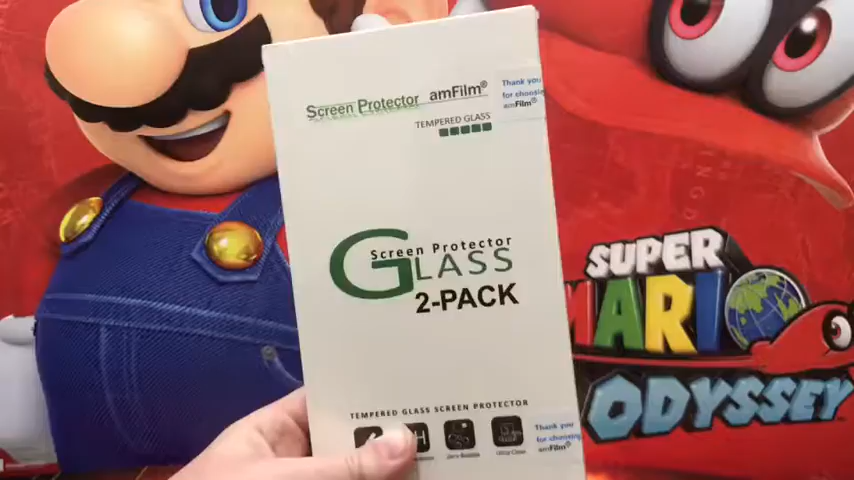 Screen Protector amFilm®
TEMPERED GLASS
Thank you
for choosing
amFilm®
Screen Protector
GLASS
2-PACK
TEMPERED GLASS SCREEN PROTECTOR
H
Thank you
for choosing
amFilm®
SUPER
MARIO
ODYSSEY